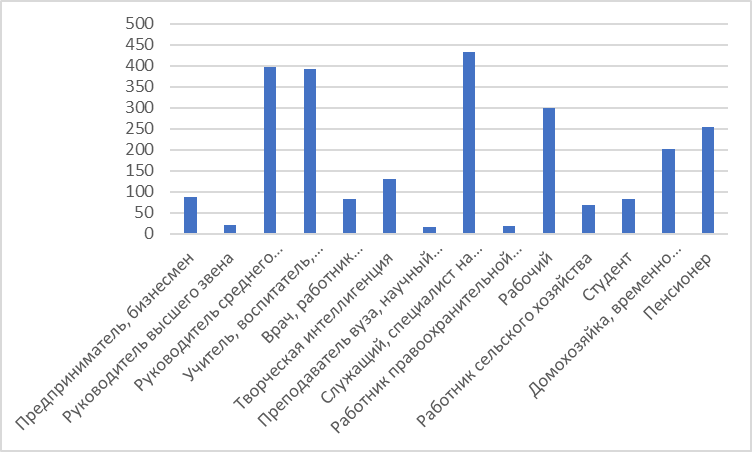 500
450
400
350
300
250
200
150
100
50
0
Предприниматель, бизнесмен
Руководитель высшего звена
Руководитель среднего…
Учитель, воспитатель,…
Врач, работник…
Творческая интеллигенция
Преподаватель вуза, научный…
Служащий, специалист на…
Работник правоохранительной…
Рабочий
Работник сельского хозяйства
Студент
Домохозяйка, временно…
Пенсионер